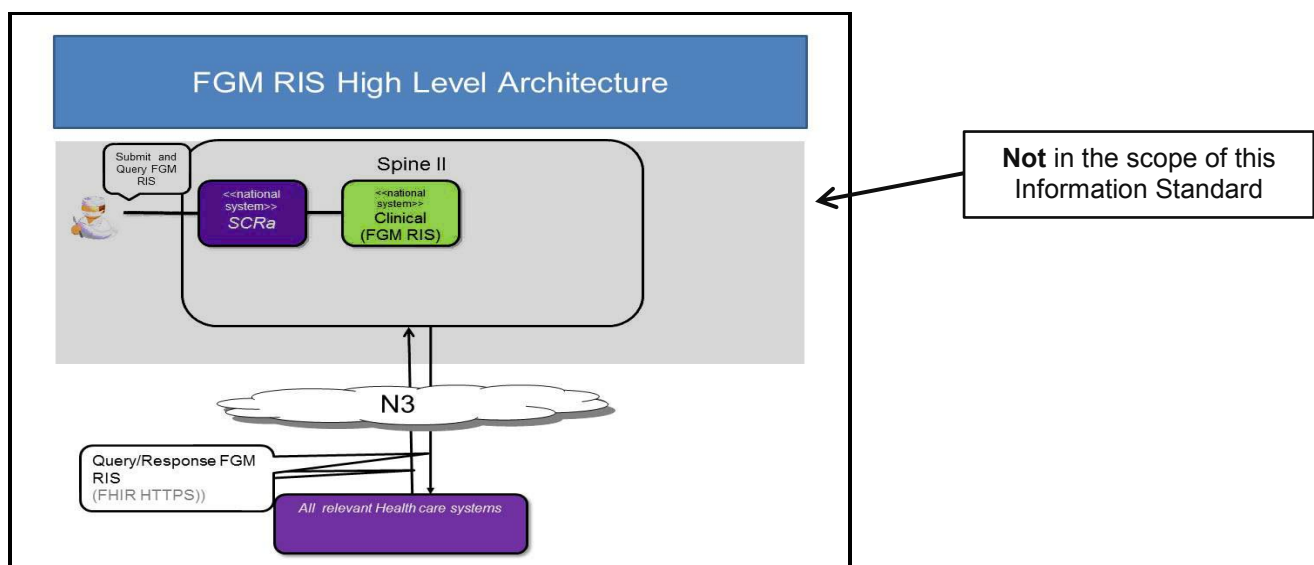 FGM RIS High Level Architecture
Submit and
Query FGM
RIS
Spine II
<<national
system>>
SCRa
<<national
system>>
Clinical
(FGM RIS)
Not in the scope of this
Information Standard
N3
Query/Response FGM
RIS
(FHIR HTTPS))
All relevant Health care systems